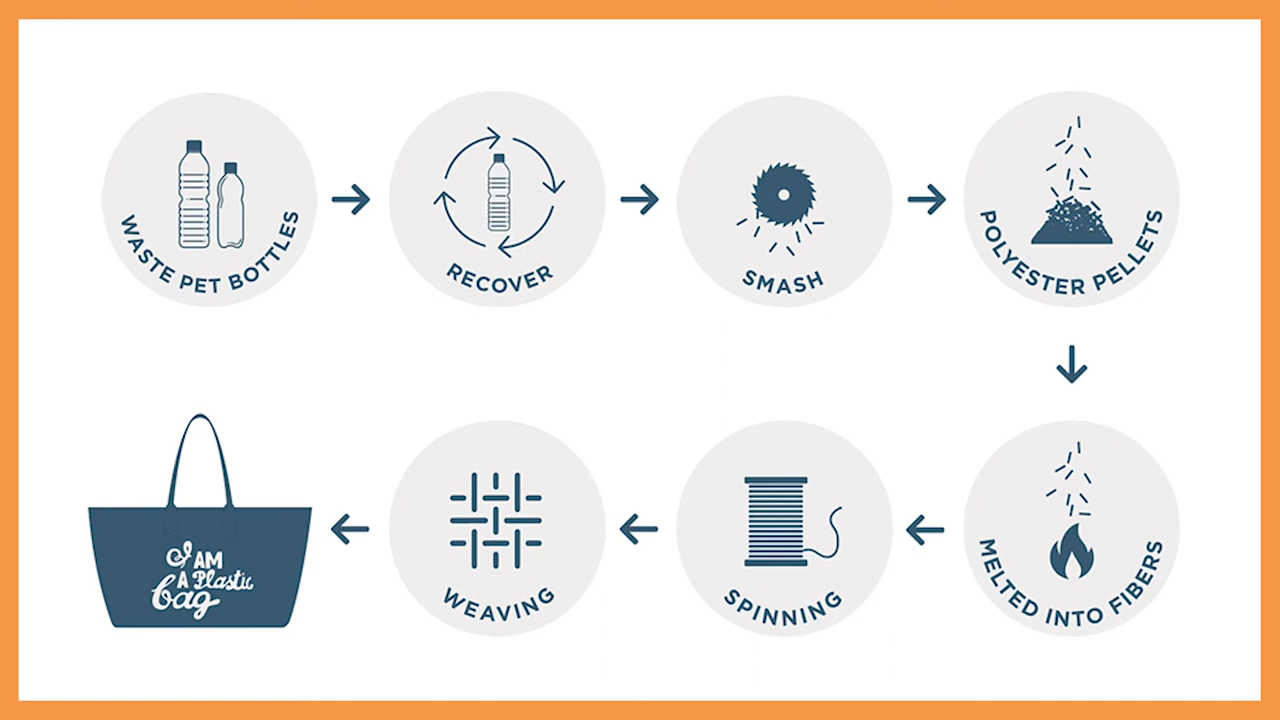 WASTE PET BOTTLES
RECOVER
SMASH
POLYESTER PELLETS
MELTED INTO FIBERS
SPINNING
WEAVING
I AM
A Plastic
bag